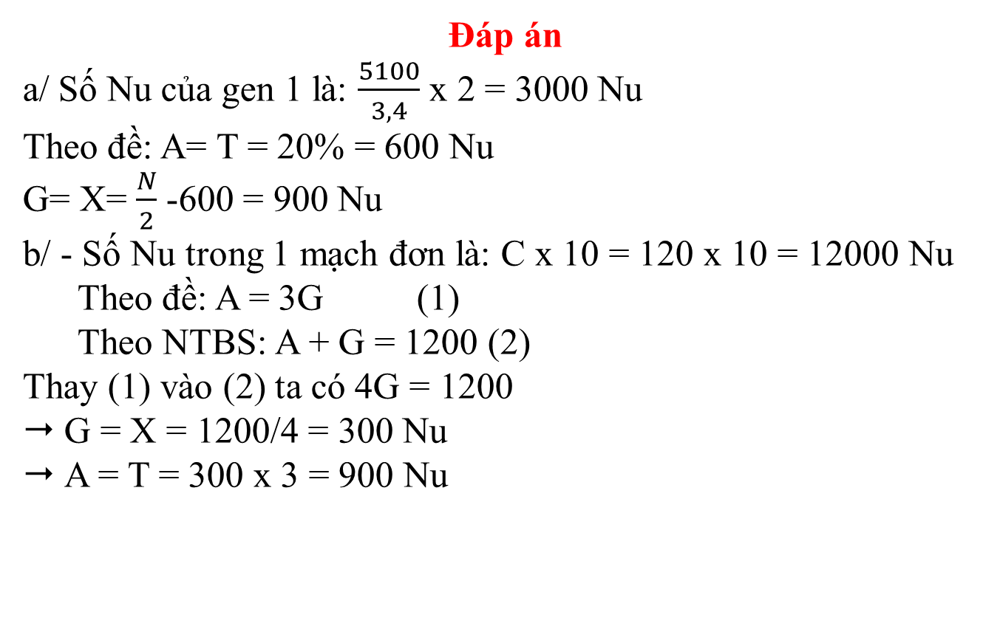 Đáp án
a/ Số Nu của gen 1 là: 5100/3,4 x 2 = 3000 Nu
Theo đề: A= T = 20% = 600 Nu
G= X= N/2 -600 = 900 Nu
b/ - Số Nu trong 1 mạch đơn là: C x 10 = 120 x 10 = 12000 Nu
Theo đề: A = 3G (1)
Theo NTBS: A + G = 1200 (2)
Thay (1) vào (2) ta có 4G = 1200
→ G = X = 1200/4 = 300 Nu
→ A = T = 300 x 3 = 900 Nu